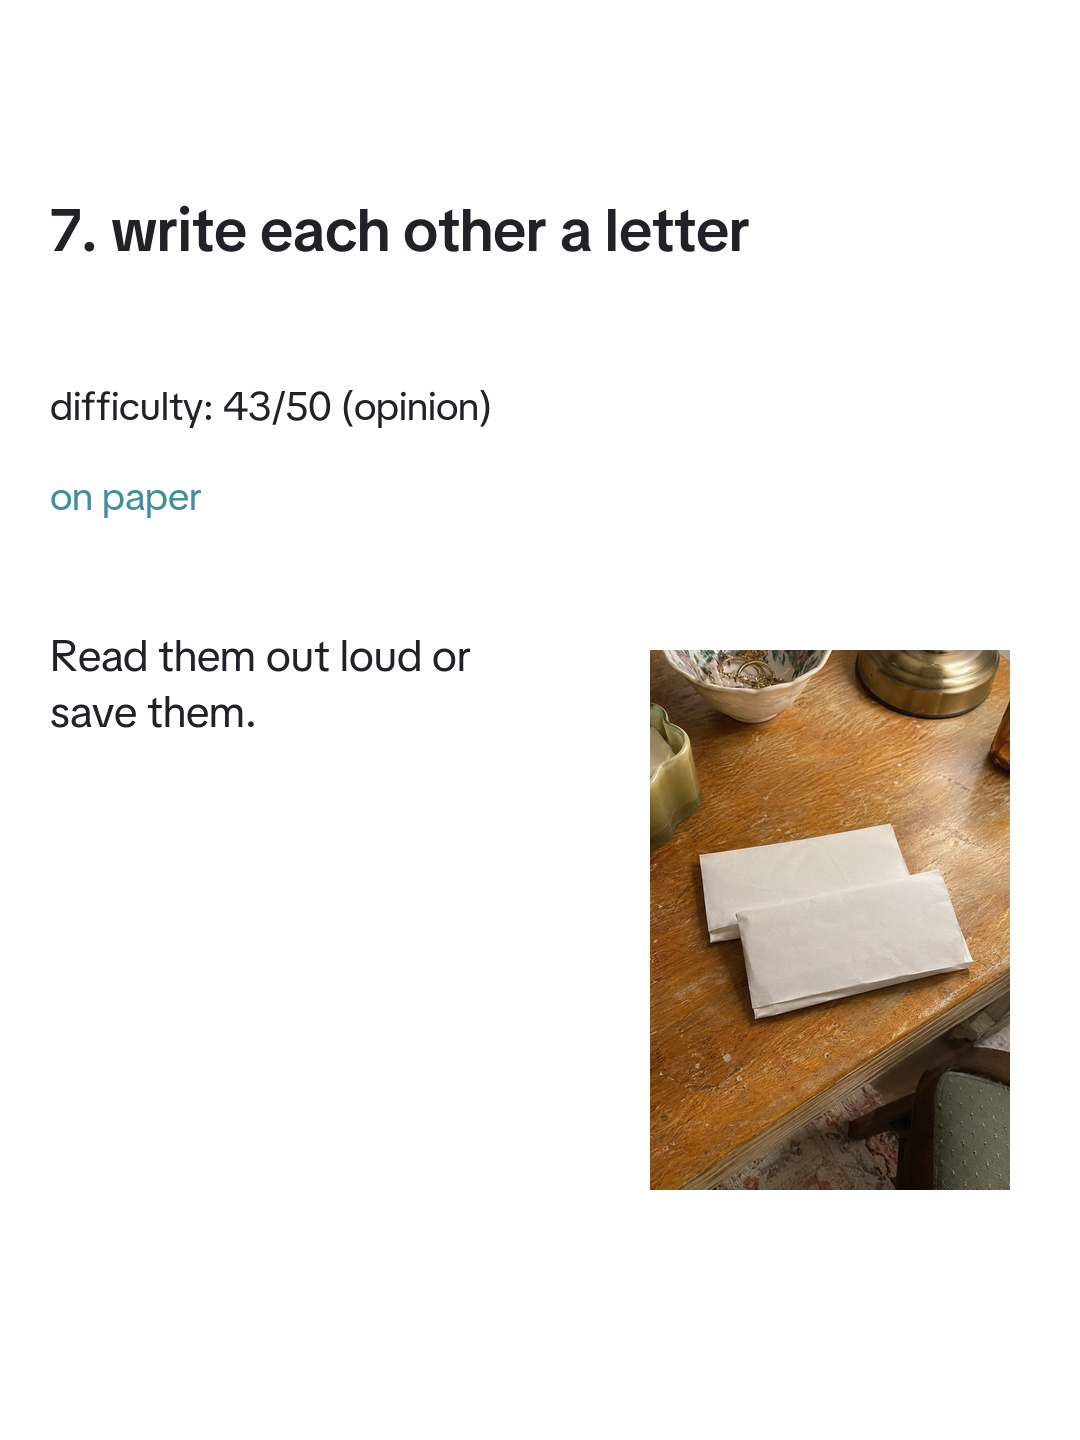 7. write each other a letter
difficulty: 43/50 (opinion)
on paper
Read them out loud or
save them.